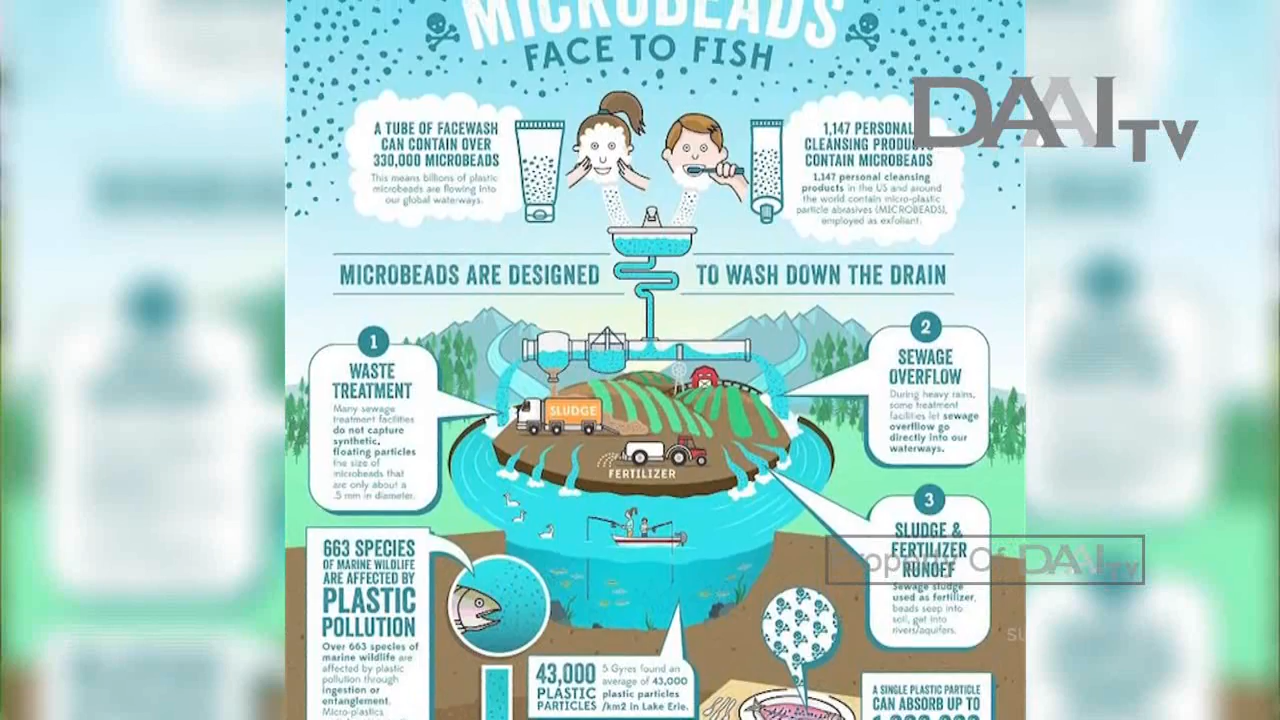 MICROBEADS
FACE TO FISH
DAAI TV
A TUBE OF FACEWASH
CAN CONTAIN OVER
330,000 MICROBEADS
This means billions of plastic
microbeads are flowing into
our global waterways.
1,147 PERSONAL
CLEANSING PRODUCTS
CONTAIN MICROBEADS
1,147 personal cleansing
products in the US and around
the world contain micro-plastic
particle abrasives (MICROBEADS),
employed as exfoliant.
MICROBEADS ARE DESIGNED TO WASH DOWN THE DRAIN
1
WASTE
TREATMENT
Many sewage
treatment facilities
do not capture
synthetic,
floating particles
the size of
microbeads that
are only about a
.5 mm in diameter.
2
SEWAGE
OVERFLOW
During heavy rains,
some treatment
facilities let sewage
overflow go
directly into our
waterways.
SLUDGE
FERTILIZER
3
SLUDGE &
FERTILIZER
RUNOFF
Sewage sludge
used as fertilizer,
beads seep into
soil, get into
rivers/aquifers.
Property Of DAAI TV
663 SPECIES
OF MARINE WILDLIFE
ARE AFFECTED BY
PLASTIC
POLLUTION
Over 663 species of
marine wildlife are
affected by plastic
pollution through
ingestion or
entanglement.
Micro-plastics
43,000
PLASTIC
PARTICLES
5 Gyres found an
average of 43,000
plastic particles
/km2 in Lake Erie.
A SINGLE PLASTIC PARTICLE
CAN ABSORB UP TO